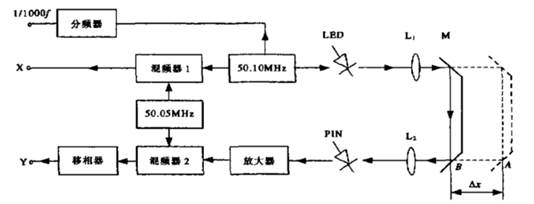 1/1000f
分频器
LED
L₁
M
X
混频器 1
50.10MHz
50.05MHz
PIN
L₂
Y
移相器
混频器 2
放大器
B
A
Δx